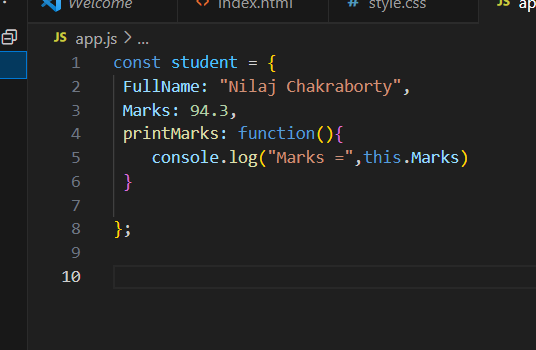 Welcome index.html style.css ap
JS app.js > ...
1 const student = {
2 FullName: "Nilaj Chakraborty",
3 Marks: 94.3,
4 printMarks: function(){
5 console.log("Marks =",this.Marks)
6 }
7
8 };
9
10